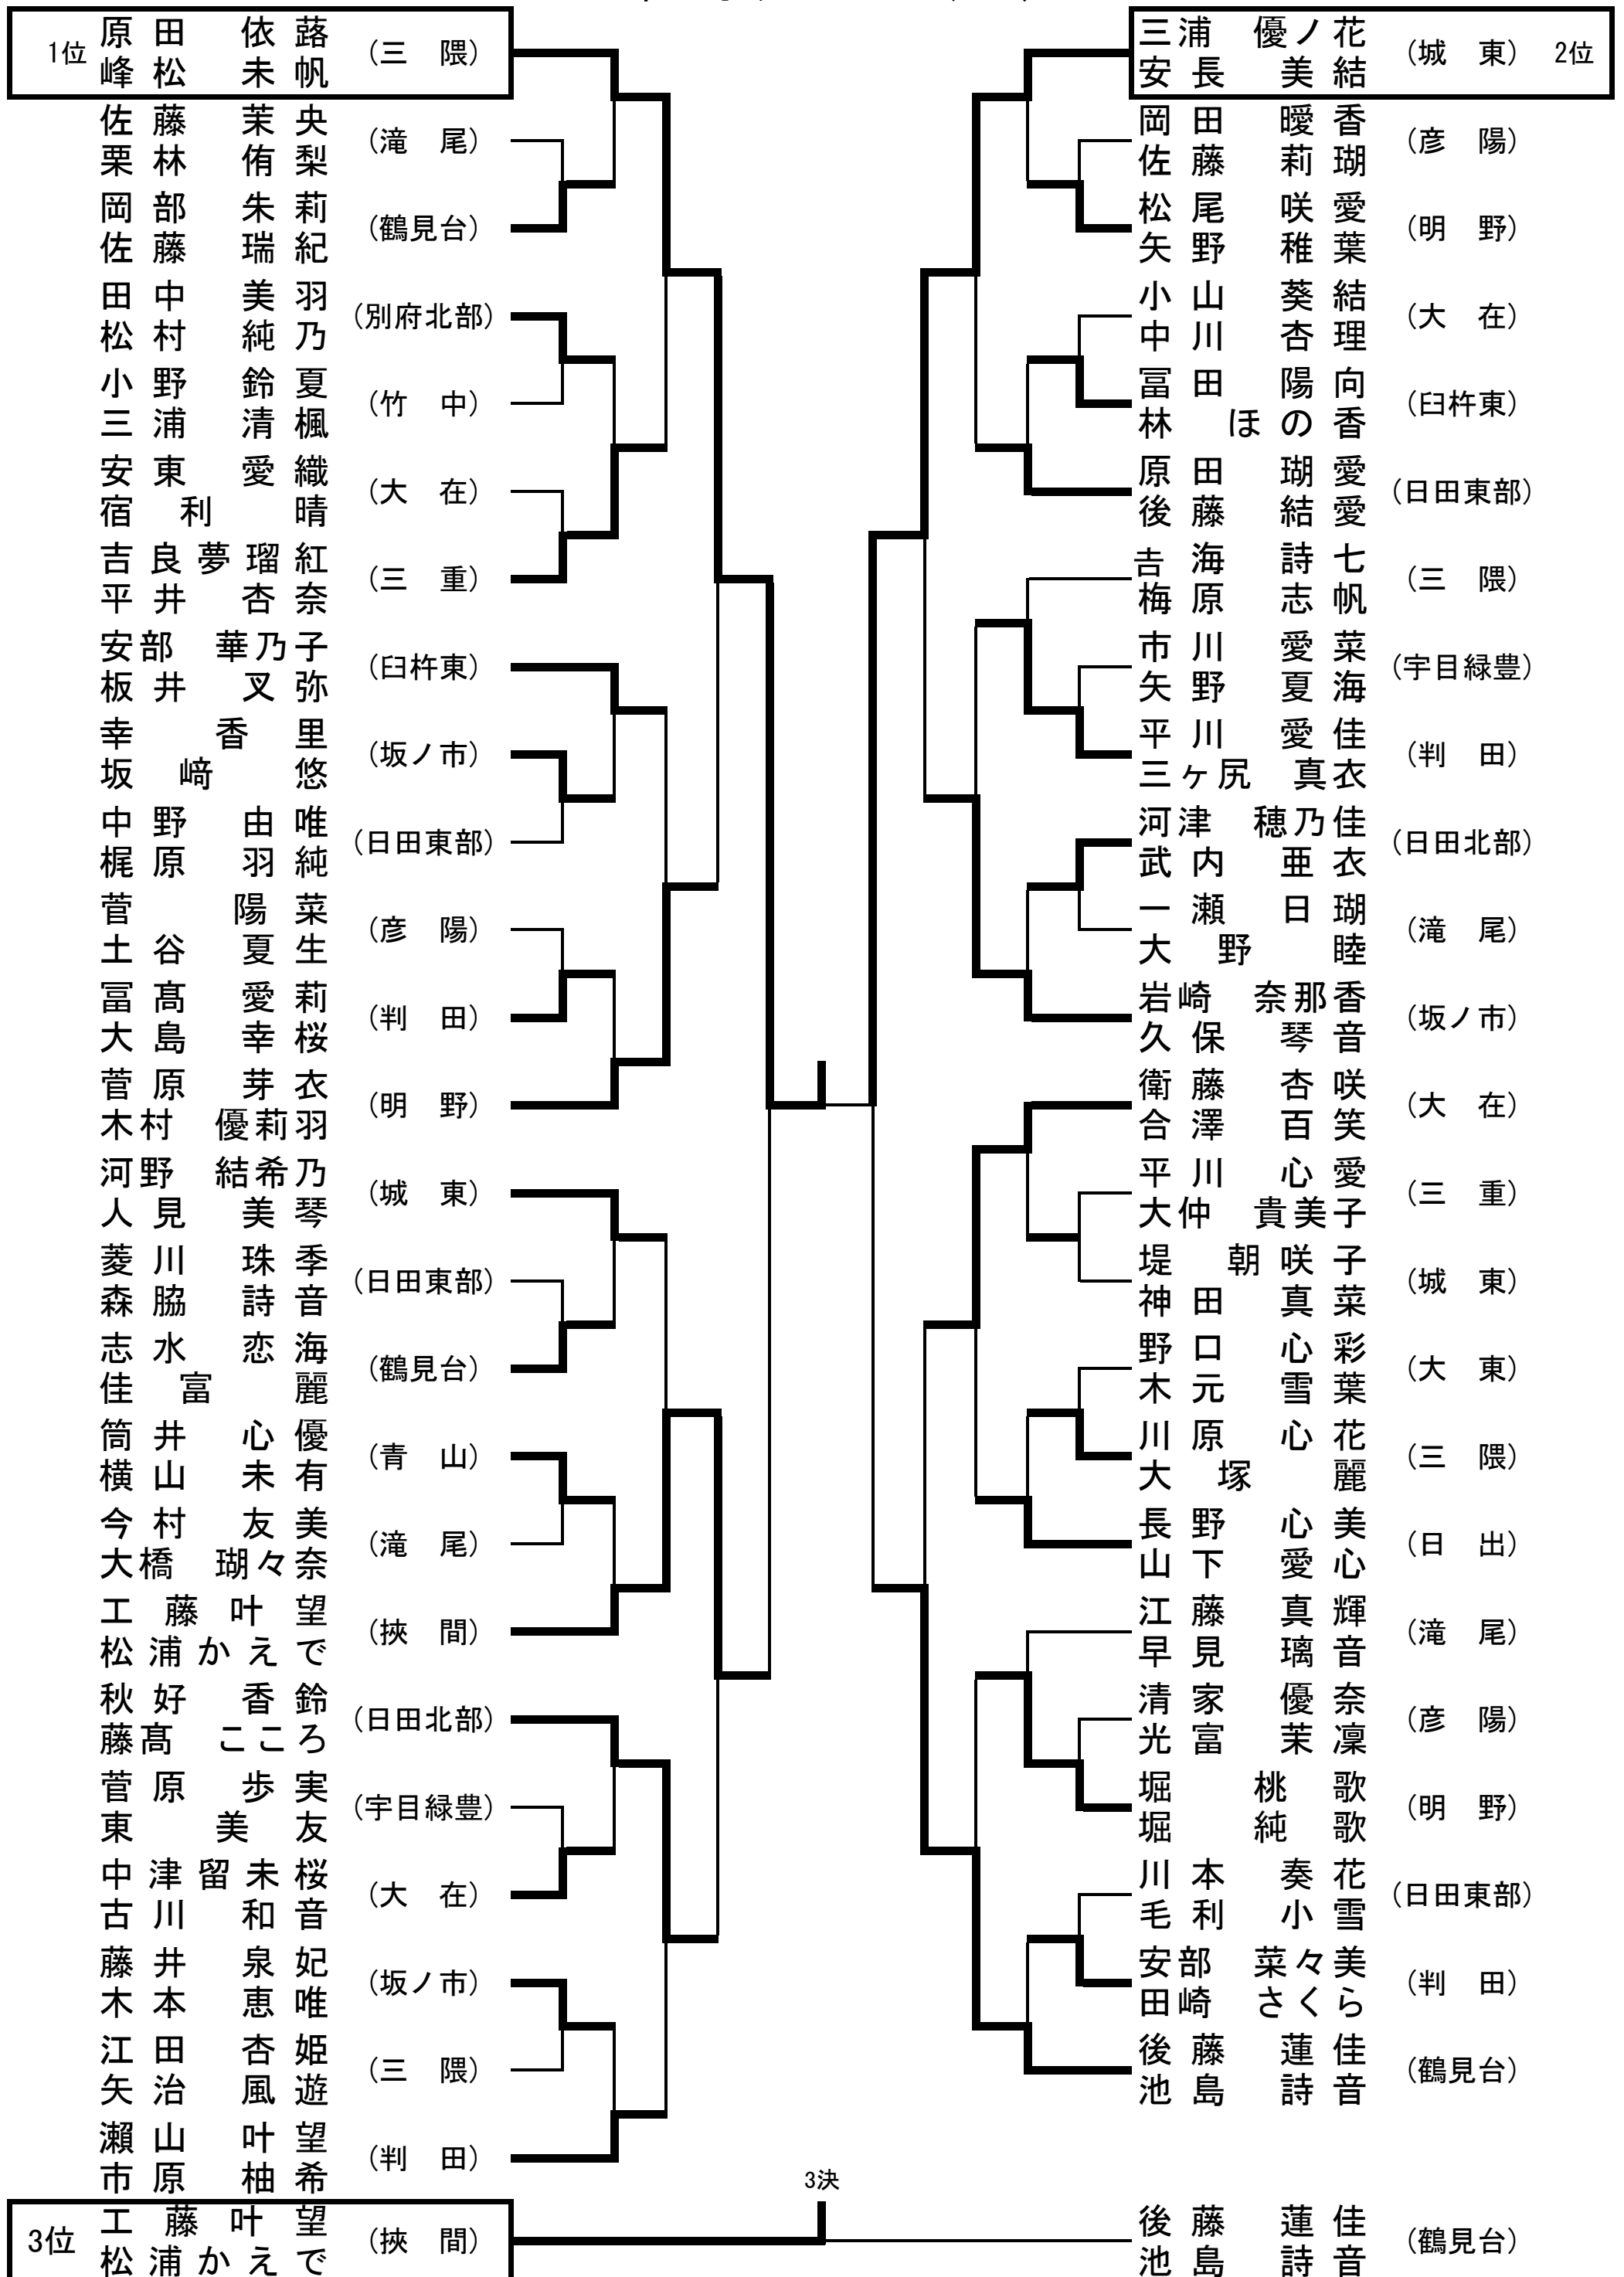 1位 原田 依蕗 (三 隈)
峰松 未帆
佐藤 茉央 (滝 尾)
栗林 侑梨
岡部 朱莉 (鶴見台)
佐藤 瑞紀
田中 美羽 (別府北部)
松村 純乃
小野 鈴夏 (竹 中)
三浦 清楓
安東 愛織 (大 在)
宿利 晴
吉良夢瑠紅 (三 重)
平井 杏奈
安部 華乃子 (臼杵東)
板井 叉弥
幸 香里 (坂ノ市)
坂﨑 悠
中野 由唯 (日田東部)
梶原 羽純
菅 陽菜 (彦 陽)
土谷 夏生
冨髙 愛莉 (判 田)
大島 幸桜
菅原 芽衣 (明 野)
木村 優莉羽
河野 結希乃 (城 東)
人見 美琴
菱川 珠季 (日田東部)
森脇 詩音
志水 恋海 (鶴見台)
佳富 麗
筒井 心優 (青 山)
横山 未有
今村 友美 (滝 尾)
大橋 瑚々奈
工藤叶望 (挾 間)
松浦かえで
秋好 香鈴 (日田北部)
藤髙 こころ
菅原 歩実 (宇目緑豊)
東 美友
中津留未桜 (大 在)
古川 和音
藤井 泉妃 (坂ノ市)
木本 恵唯
江田 杏姫 (三 隈)
矢治 風遊
瀬山 叶望 (判 田)
市原 柚希
三浦 優ノ花 (城 東) 2位
安長 美結
岡田 曖香 (彦 陽)
佐藤 莉瑚
松尾 咲愛 (明 野)
矢野 稚葉
小山 葵結 (大 在)
中川 杏理
冨田 陽向 (臼杵東)
林 ほの香
原田 瑚愛 (日田東部)
後藤 結愛
𠮷海 詩七 (三 隈)
梅原 志帆
市川 愛菜 (宇目緑豊)
矢野 夏海
平川 愛佳 (判 田)
三ヶ尻 真衣
河津 穂乃佳 (日田北部)
武内 亜衣
一瀬 日瑚 (滝 尾)
大野 睦
岩崎 奈那香 (坂ノ市)
久保 琴音
衛藤 杏咲 (大 在)
合澤 百笑
平川 心愛 (三 重)
大仲 貴美子
堤 朝咲子 (城 東)
神田 真菜
野口 心彩 (大 東)
木元 雪葉
川原 心花 (三 隈)
大塚 麗
長野 心美 (日 出)
山下 愛心
江藤 真輝 (滝 尾)
早見 璃音
清家 優奈 (彦 陽)
光富 茉凜
堀 桃歌 (明 野)
堀 純歌
川本 奏花 (日田東部)
毛利 小雪
安部 菜々美 (判 田)
田崎 さくら
後藤 蓮佳 (鶴見台)
池島 詩音
3決
3位 工藤叶望 (挾 間)
松浦かえで
後藤 蓮佳 (鶴見台)
池島 詩音